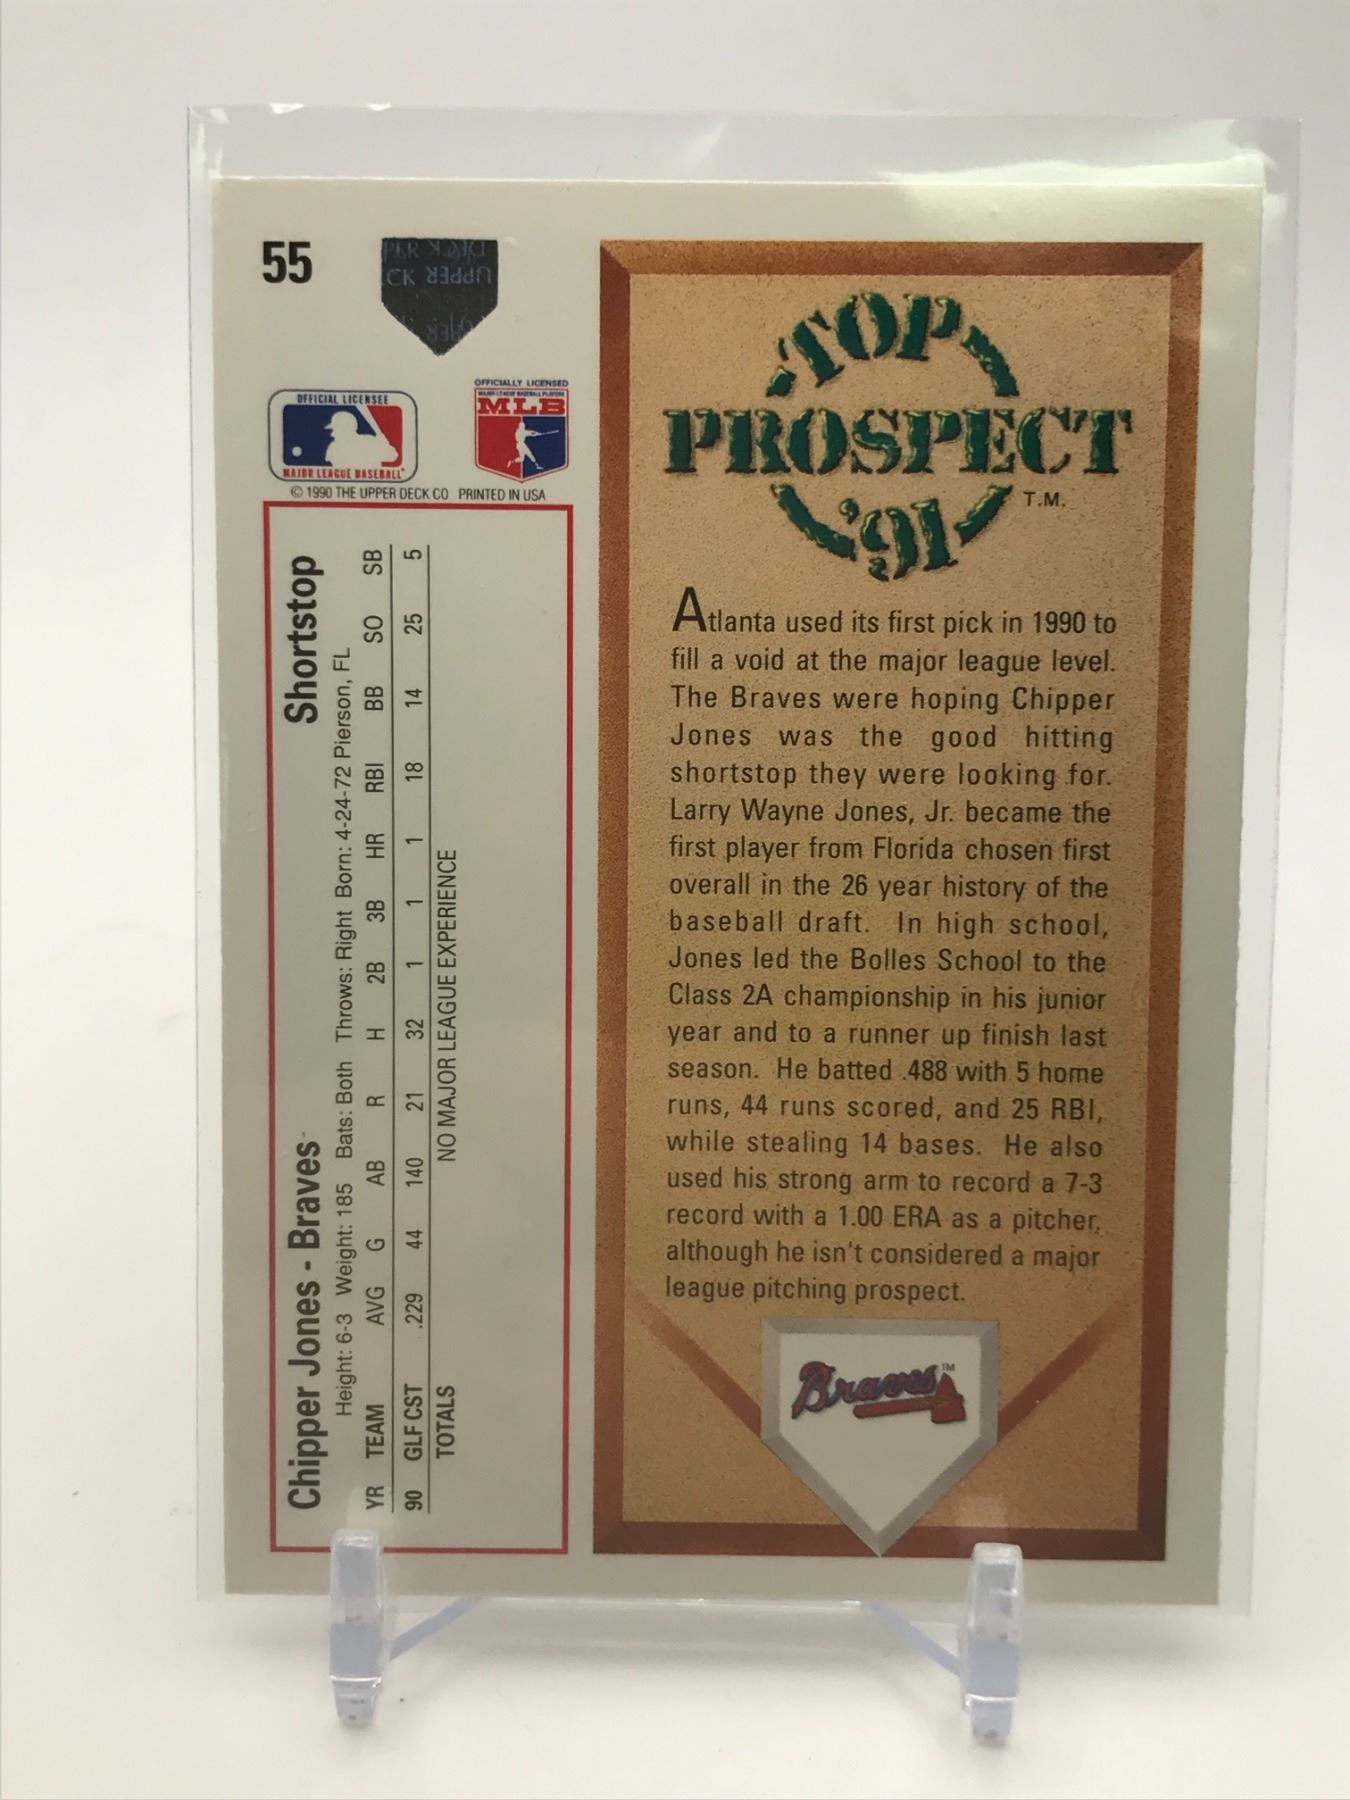 55
PER
DECK
CK
UPPER
OFFICIAL LICENSEE
MAJOR LEAGUE BASEBALL
OFFICIALLY LICENSED
MAJOR LEAGUE BASEBALL PLAYERS
MLB
© 1990 THE UPPER DECK CO PRINTED IN USA
Chipper Jones - Braves Shortstop
Height: 6-3 Weight: 185 Bats: Both Throws: Right Born: 4-24-72 Pierson, FL
YR TEAM AVG G AB R H 2B 3B HR RBI BB SO SB
90 GLF CST .229 44 140 21 32 1 1 1 18 14 25 5
TOTALS NO MAJOR LEAGUE EXPERIENCE
TOP
PROSPECT
'91
T.M.
Atlanta used its first pick in 1990 to
fill a void at the major league level.
The Braves were hoping Chipper
Jones was the good hitting
shortstop they were looking for.
Larry Wayne Jones, Jr. became the
first player from Florida chosen first
overall in the 26 year history of the
baseball draft. In high school,
Jones led the Bolles School to the
Class 2A championship in his junior
year and to a runner up finish last
season. He batted .488 with 5 home
runs, 44 runs scored, and 25 RBI,
while stealing 14 bases. He also
used his strong arm to record a 7-3
record with a 1.00 ERA as a pitcher,
although he isn't considered a major
league pitching prospect.
Braves™